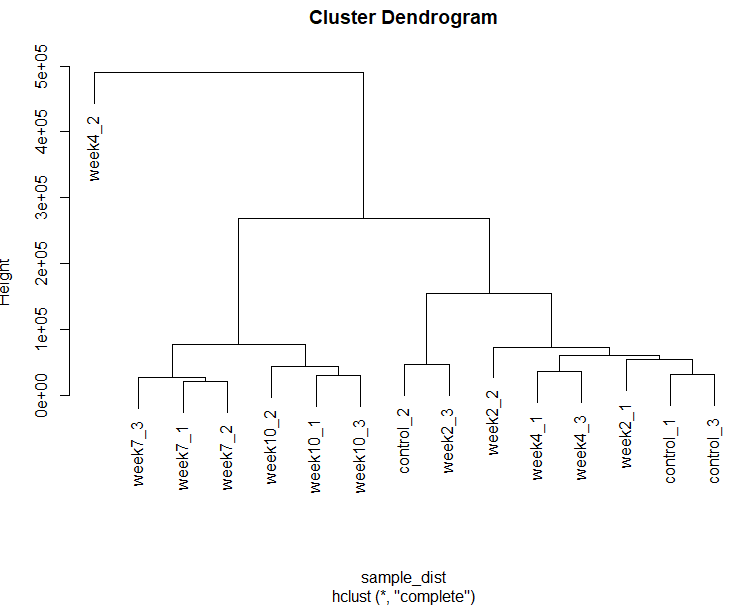 Cluster Dendrogram
Height
0e+00
1e+05
2e+05
3e+05
4e+05
5e+05
week4_2
week7_3
week7_1
week7_2
week10_2
week10_1
week10_3
control_2
week2_3
week2_2
week4_1
week4_3
week2_1
control_1
control_3
sample_dist
hclust (*, "complete")